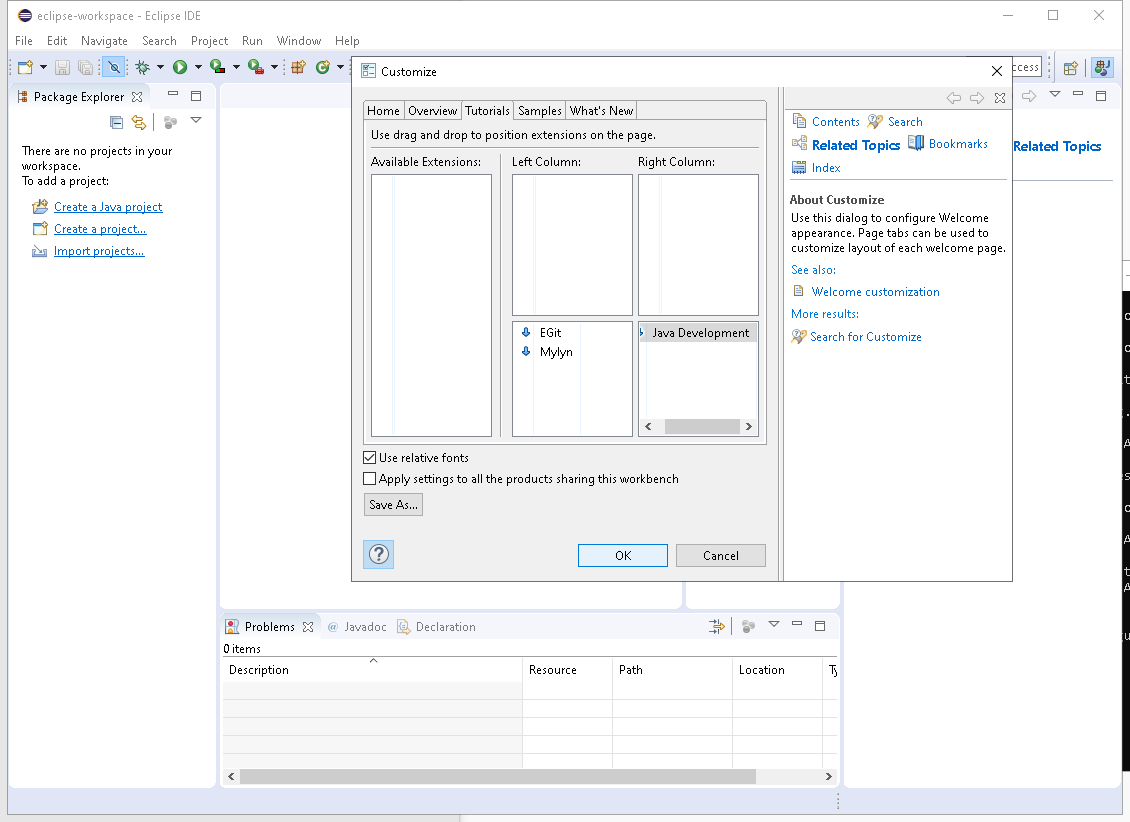 eclipse-workspace - Eclipse IDE
File Edit Navigate Search Project Run Window Help
Package Explorer
There are no projects in your
workspace.
To add a project:
Create a Java project
Create a project...
Import projects...
Customize
Home Overview Tutorials Samples What's New
Use drag and drop to position extensions on the page.
Available Extensions: Left Column: Right Column:
EGit
Mylyn
Java Development
Use relative fonts
Apply settings to all the products sharing this workbench
Save As...
?
OK Cancel
Contents Search
Related Topics Bookmarks
Index
About Customize
Use this dialog to configure Welcome
appearance. Page tabs can be used to
customize layout of each welcome page.
See also:
Welcome customization
More results:
Search for Customize
cess
Related Topics
Problems @ Javadoc Declaration
0 items
Description Resource Path Location Ty